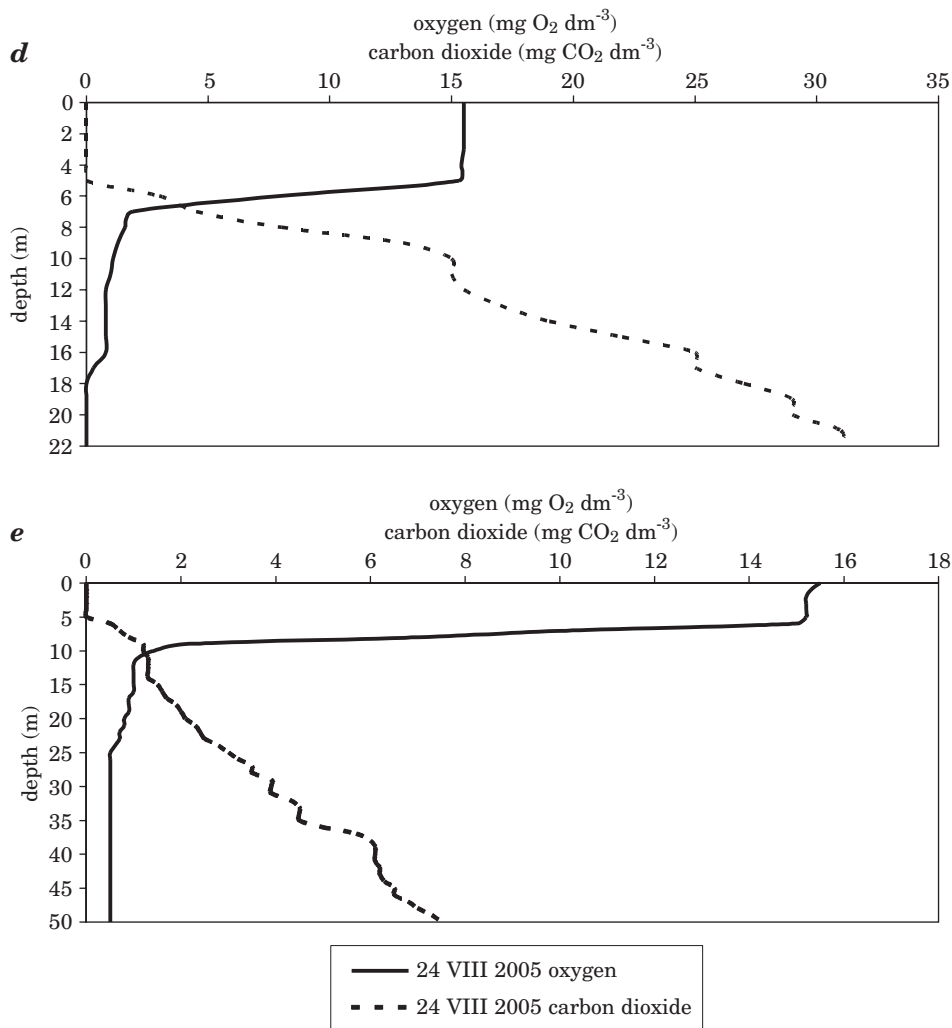 d
oxygen (mg O₂ dm⁻³)
carbon dioxide (mg CO₂ dm⁻³)
0 5 10 15 20 25 30 35
0
2
4
6
8
10
12
14
16
18
20
22
depth (m)
e
oxygen (mg O₂ dm⁻³)
carbon dioxide (mg CO₂ dm⁻³)
0 2 4 6 8 10 12 14 16 18
0
5
10
15
20
25
30
35
40
45
50
depth (m)
24 VIII 2005 oxygen
24 VIII 2005 carbon dioxide